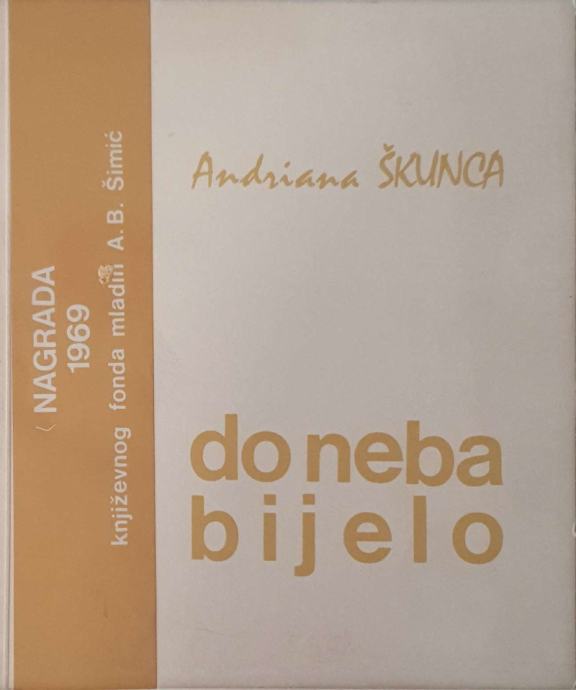 NAGRADA
1969
književnog fonda mladih A.B. Šimić
Andriana ŠKUNCA
do neba
bijelo